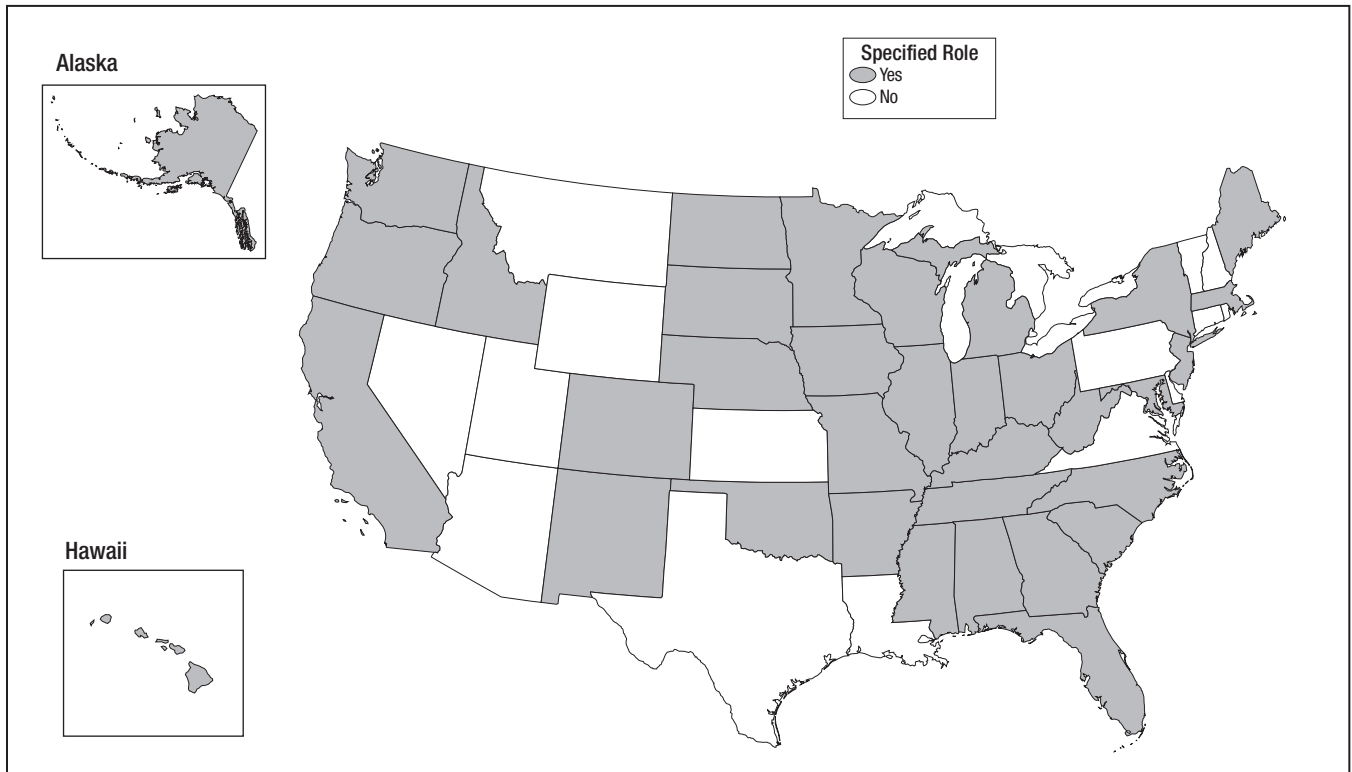 Alaska
Specified Role
Yes
No
Hawaii